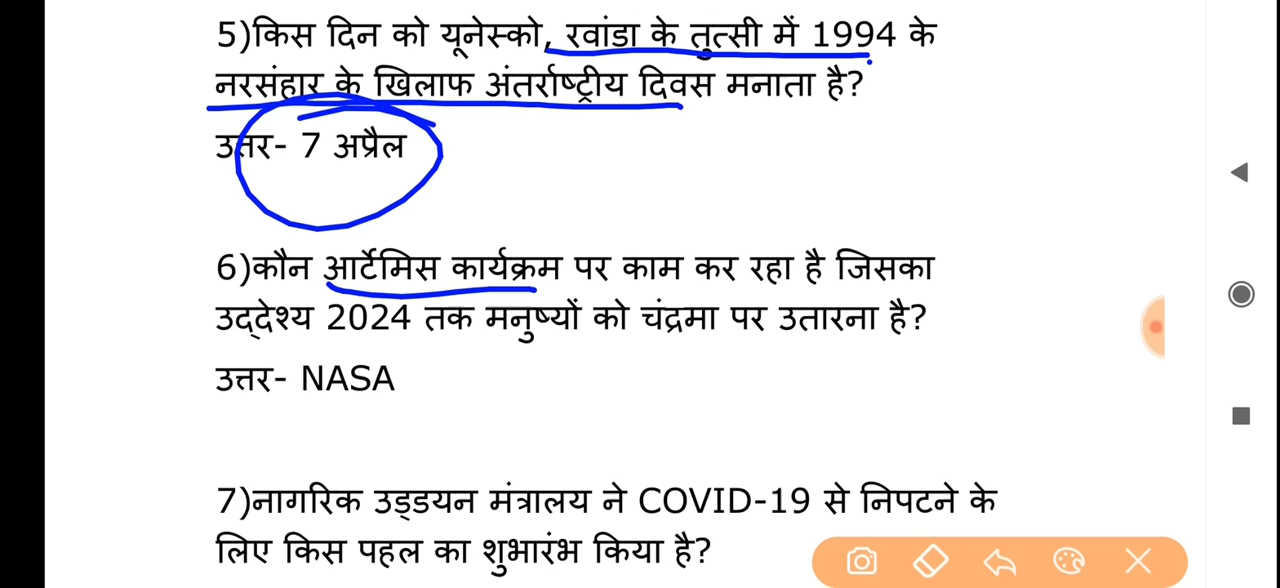 5)किस दिन को यूनेस्को, रवांडा के तुत्सी में 1994 के
नरसंहार के खिलाफ अंतर्राष्ट्रीय दिवस मनाता है?
उत्तर- 7 अप्रैल
6)कौन आर्टेमिस कार्यक्रम पर काम कर रहा है जिसका
उद्देश्य 2024 तक मनुष्यों को चंद्रमा पर उतारना है?
उत्तर- NASA
7)नागरिक उड्डयन मंत्रालय ने COVID-19 से निपटने के
लिए किस पहल का शुभारंभ किया है?